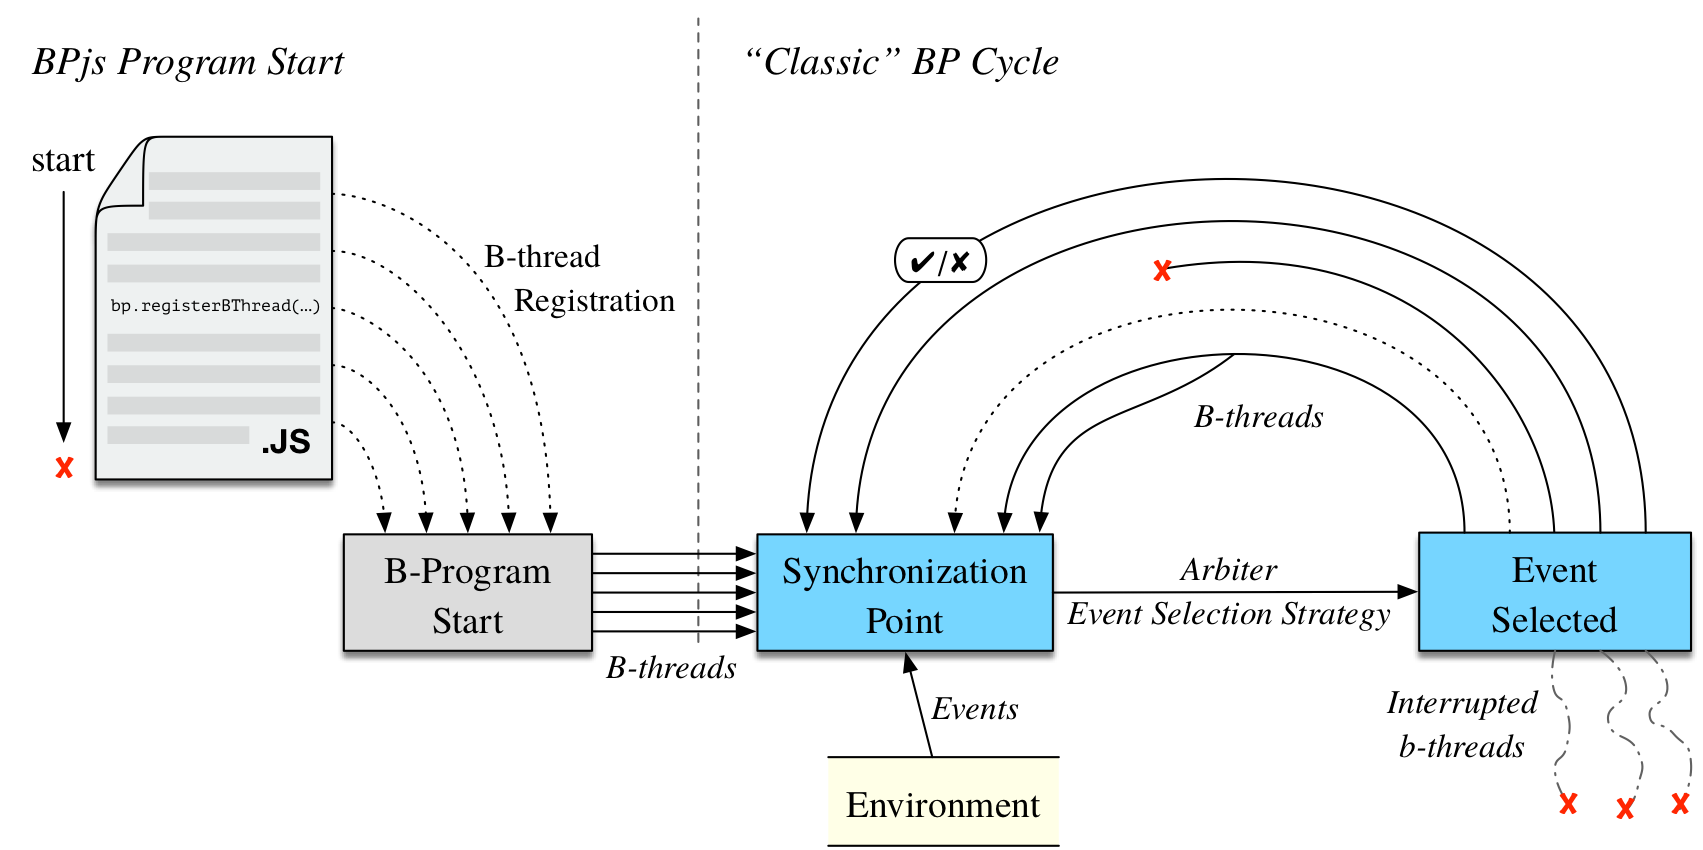 BPjs Program Start
“Classic” BP Cycle
start
bp.registerBThread(…)
.JS
B-thread
Registration
✔/✘
B-threads
B-Program
Start
B-threads
Synchronization
Point
Arbiter
Event Selection Strategy
Event
Selected
Events
Environment
Interrupted
b-threads